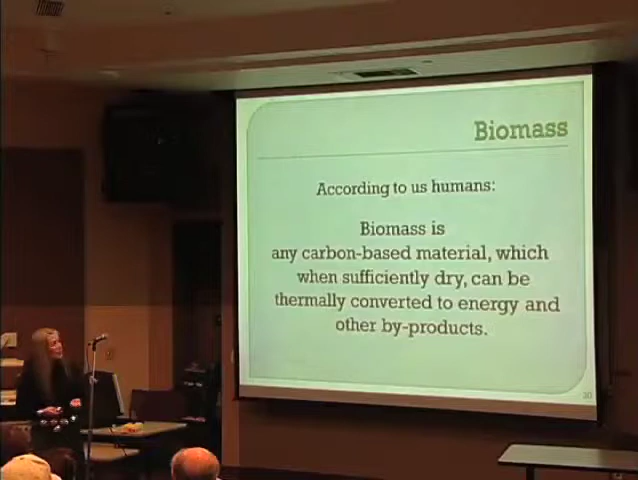 Biomass
According to us humans:
Biomass is
any carbon-based material, which
when sufficiently dry, can be
thermally converted to energy and
other by-products.
30